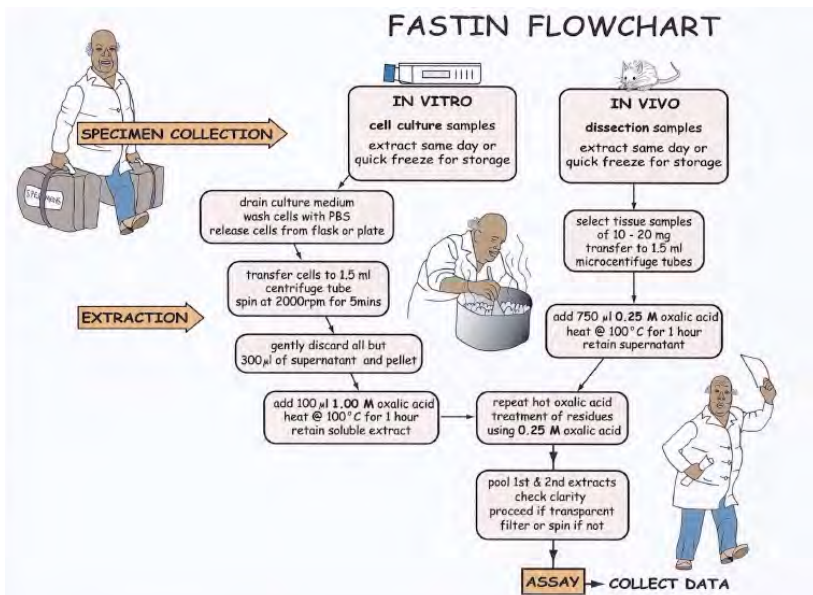 FASTIN FLOWCHART
SPECIMEN COLLECTION
IN VITRO
cell culture samples
extract same day or
quick freeze for storage
IN VIVO
dissection samples
extract same day or
quick freeze for storage
drain culture medium
wash cells with PBS
release cells from flask or plate
select tissue samples
of 10 - 20 mg
transfer to 1.5 ml
microcentifuge tubes
transfer cells to 1.5 ml
centrifuge tube
spin at 2000rpm for 5mins
EXTRACTION
add 750 µl 0.25 M oxalic acid
heat @ 100°C for 1 hour
retain supernatant
gently discard all but
300µl of supernatant and pellet
add 100µl 1.00 M oxalic acid
heat @ 100°C for 1 hour
retain soluble extract
repeat hot oxalic acid
treatment of residues
using 0.25 M oxalic acid
pool 1st & 2nd extracts
check clarity
proceed if transparent
filter or spin if not
ASSAY
COLLECT DATA